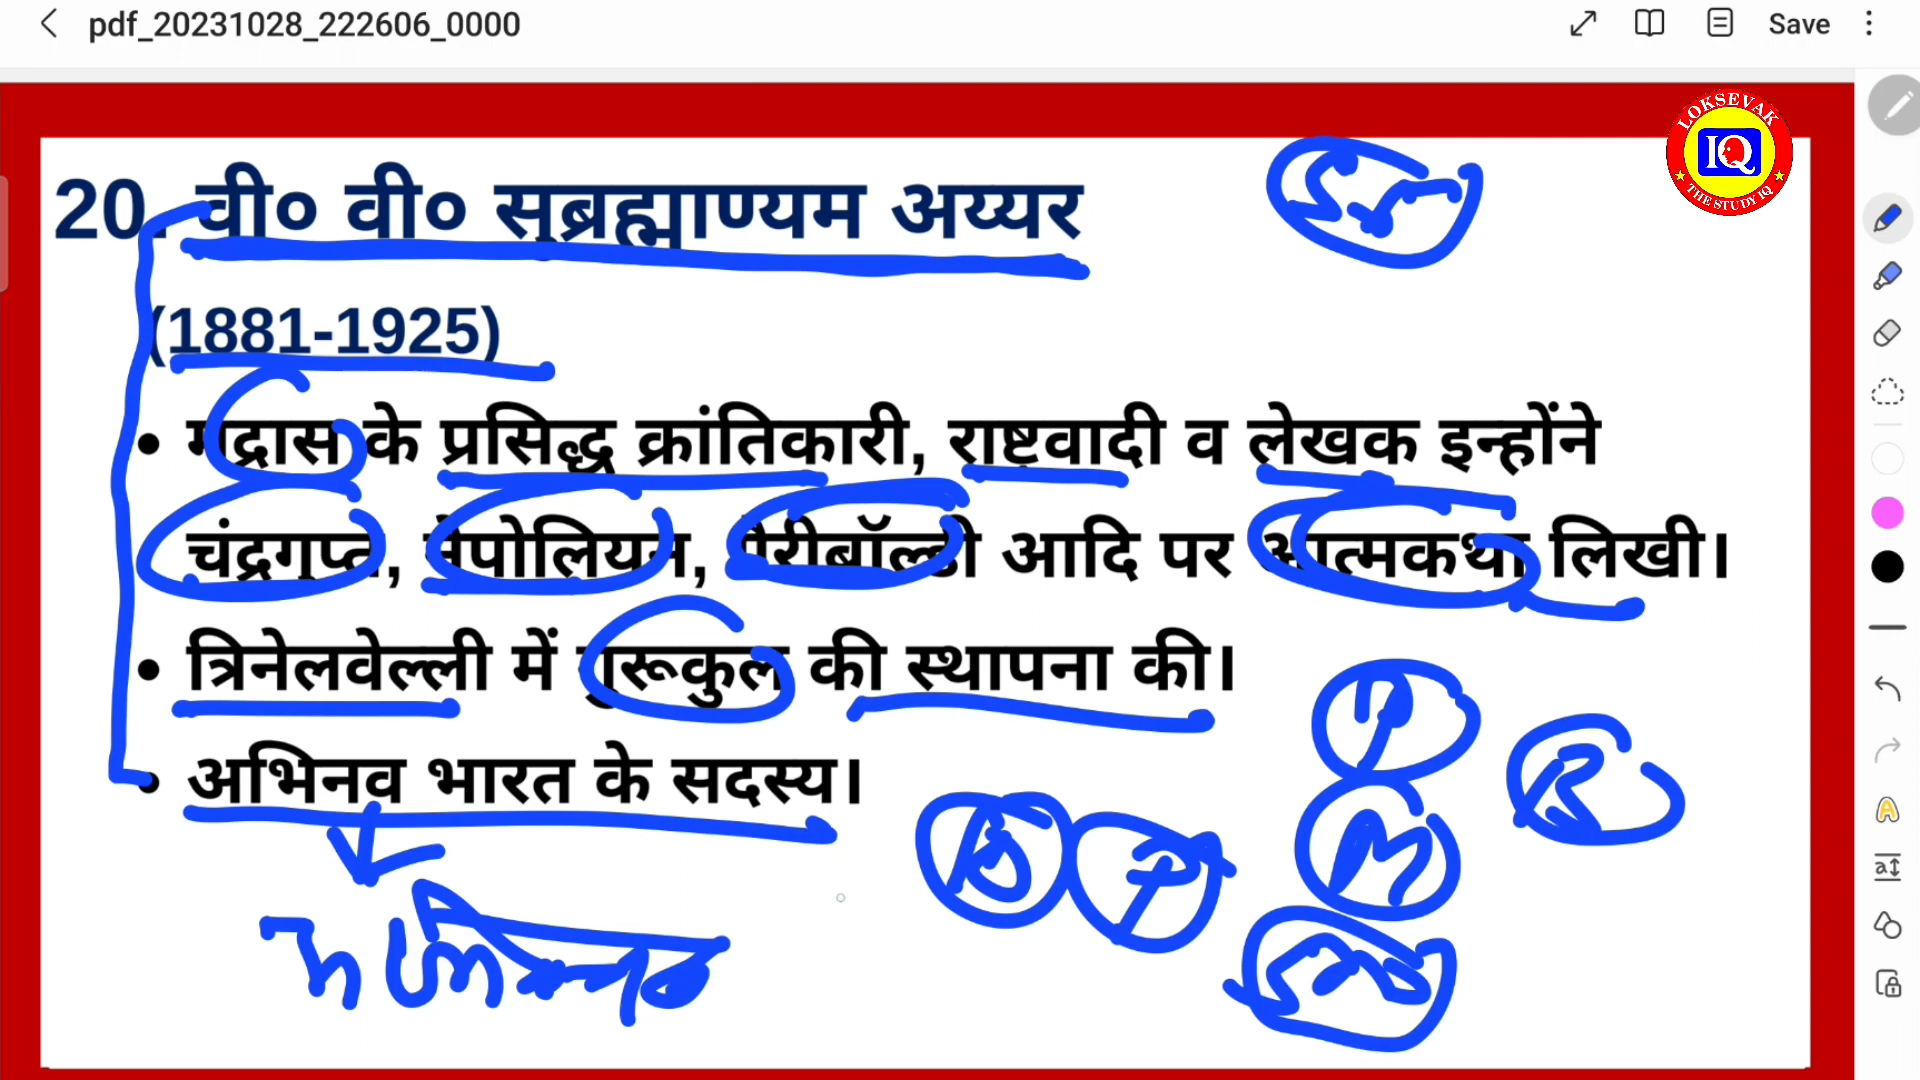 pdf_20231028_222606_0000
Save
LOKSEVAK
IQ
THE STUDY IQ
20. वी० वी० सुब्रह्माण्यम अय्यर
(1881-1925)
• मद्रास के प्रसिद्ध क्रांतिकारी, राष्ट्रवादी व लेखक इन्होंने
चंद्रगुप्त, नेपोलियन, गैरीबॉल्डी आदि पर आत्मकथा लिखी।
• त्रिनेलवेल्ली में गुरूकुल की स्थापना की।
• अभिनव भारत के सदस्य।
P
R
M